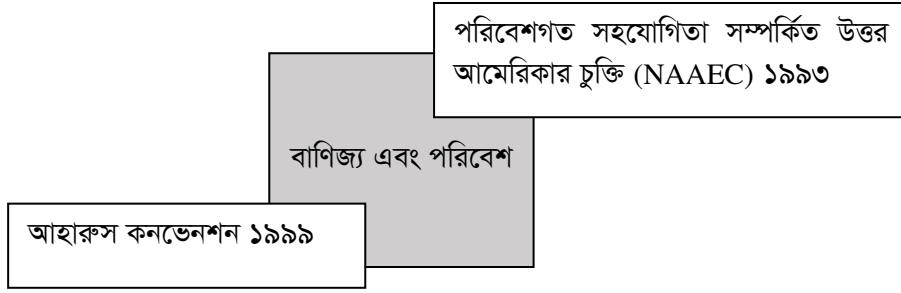 পরিবেশগত সহযোগিতা সম্পর্কিত উত্তর
আমেরিকার চুক্তি (NAAEC) ১৯৯৩
বাণিজ্য এবং পরিবেশ
আহারুস কনভেনশন ১৯৯৯